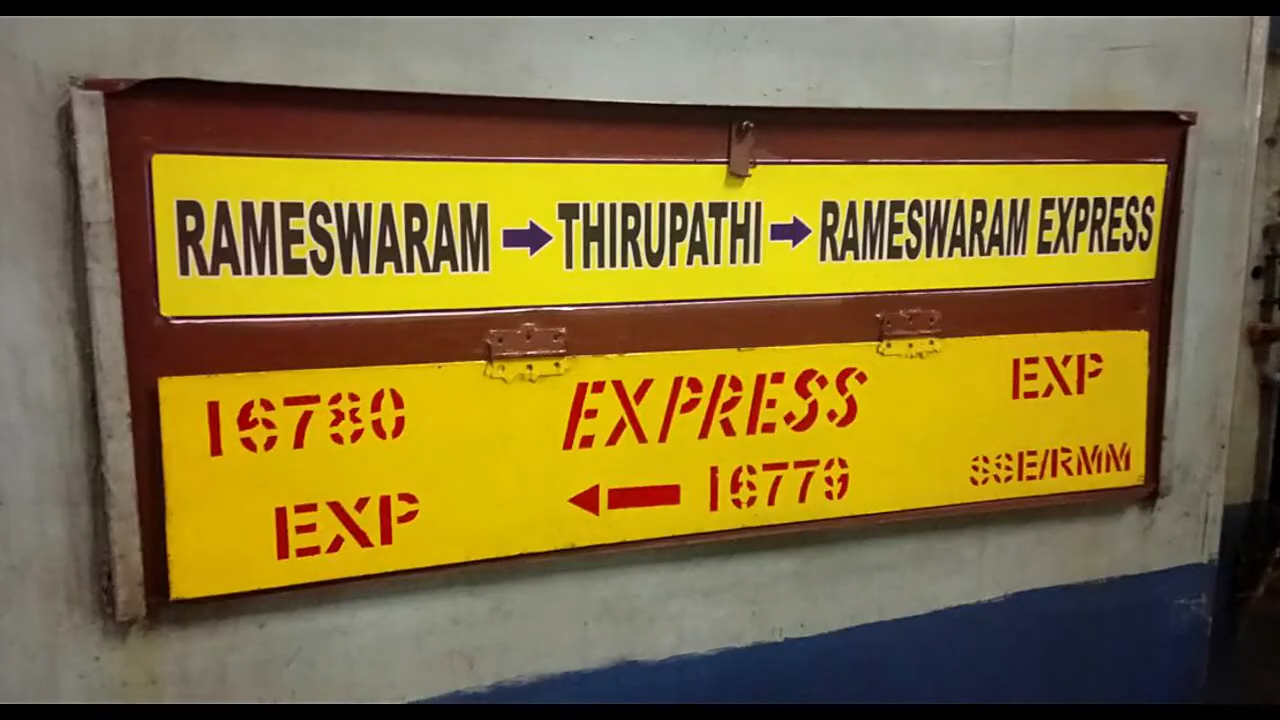 RAMESWARAM → THIRUPATHI → RAMESWARAM EXPRESS
16780 EXPRESS EXP
EXP ← 16779 SSE/RMM